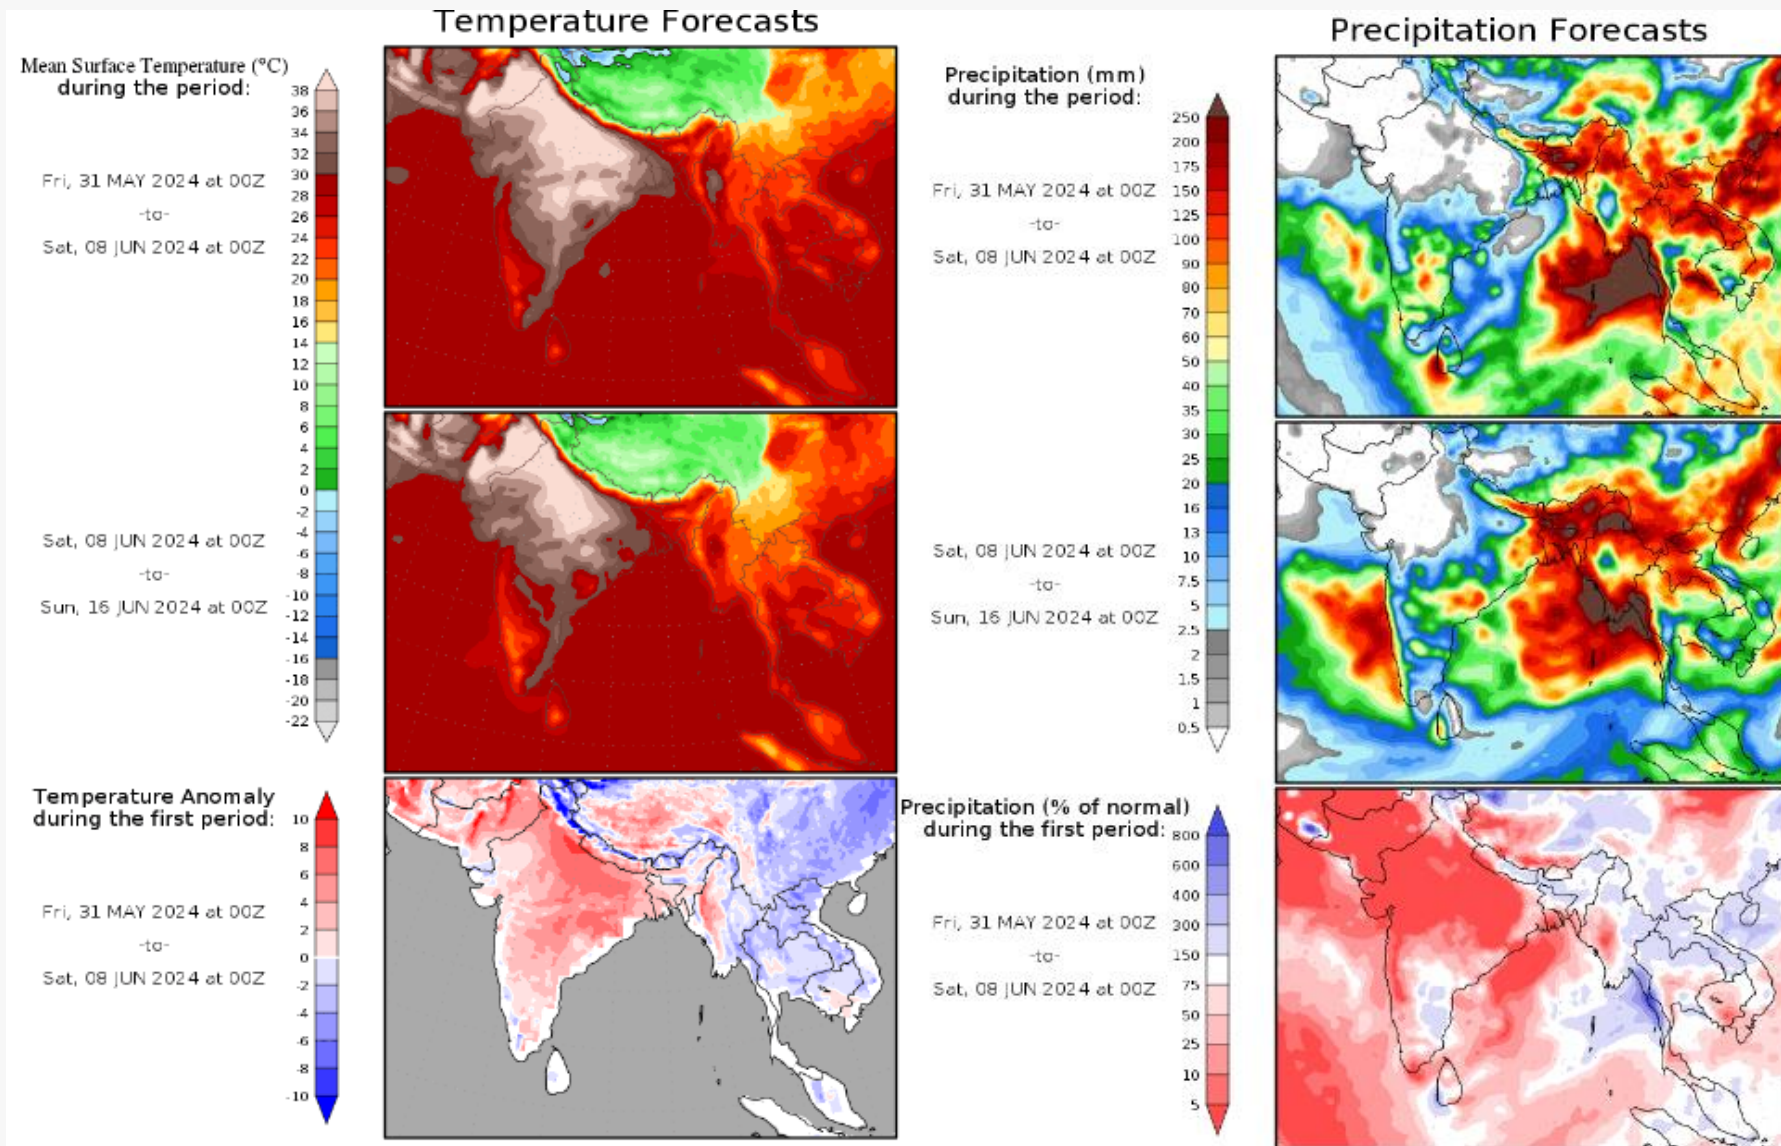 Temperature Forecasts
Mean Surface Temperature (°C)
during the period:
Fri, 31 MAY 2024 at 00Z
-to-
Sat, 08 JUN 2024 at 00Z
Sat, 08 JUN 2024 at 00Z
-to-
Sun, 16 JUN 2024 at 00Z
38
36
34
32
30
28
26
24
22
20
18
16
14
12
10
8
6
4
2
0
-2
-4
-6
-8
-10
-12
-14
-16
-18
-20
-22
Temperature Anomaly
during the first period:
Fri, 31 MAY 2024 at 00Z
-to-
Sat, 08 JUN 2024 at 00Z
10
8
6
4
2
0
-2
-4
-6
-8
-10
Precipitation Forecasts
Precipitation (mm)
during the period:
Fri, 31 MAY 2024 at 00Z
-to-
Sat, 08 JUN 2024 at 00Z
Sat, 08 JUN 2024 at 00Z
-to-
Sun, 16 JUN 2024 at 00Z
250
200
175
150
125
100
90
80
70
60
50
40
35
30
25
20
16
13
10
7.5
5
2.5
2
1.5
1
0.5
Precipitation (% of normal)
during the first period:
Fri, 31 MAY 2024 at 00Z
-to-
Sat, 08 JUN 2024 at 00Z
800
600
400
300
150
75
50
25
10
5